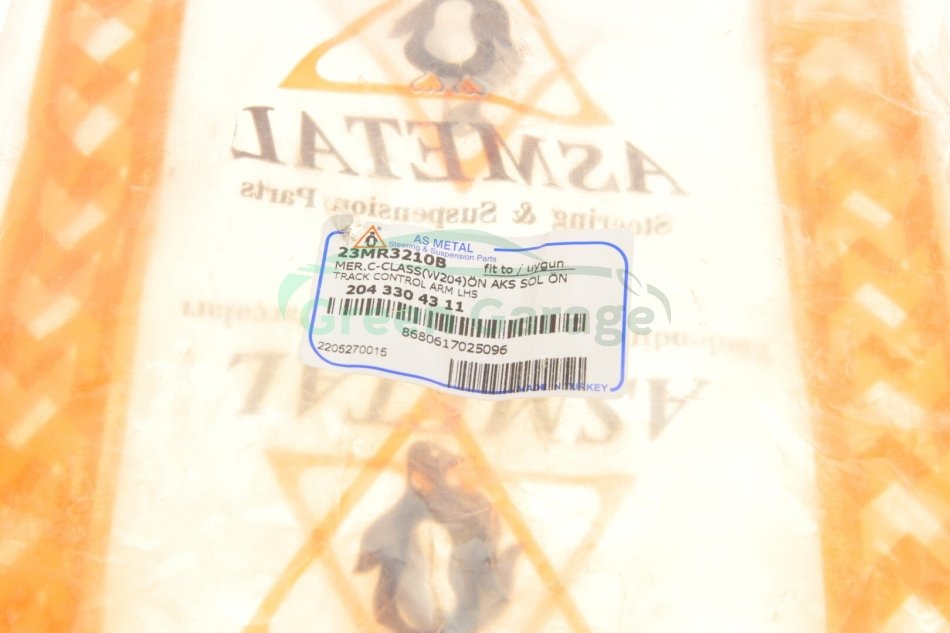 ASMETAL
Steering & Suspension Parts
AS METAL
Steering & Suspension Parts
23MR3210B
fit to / uygun
MER.C-CLASS(W204)ÖN AKS SOL ÖN
TRACK CONTROL ARM LHS
204 330 43 11
Green Garage
8680617025096
2205270015
MADE IN TURKEY
ASMETAL